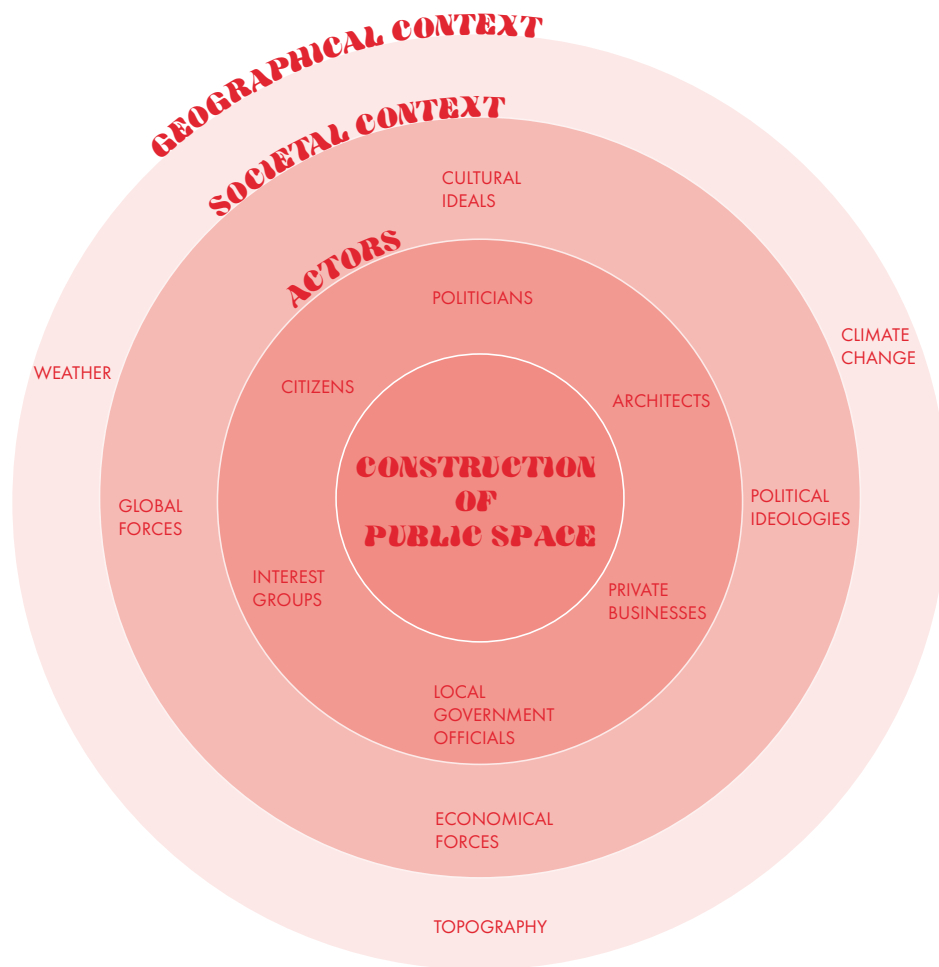 GEOGRAPHICAL CONTEXT
SOCIETAL CONTEXT
CULTURAL
IDEALS
ACTORS
POLITICIANS
CLIMATE
CHANGE
WEATHER
CITIZENS
ARCHITECTS
CONSTRUCTION
OF
PUBLIC SPACE
GLOBAL
FORCES
POLITICAL
IDEOLOGIES
INTEREST
GROUPS
PRIVATE
BUSINESSES
LOCAL
GOVERNMENT
OFFICIALS
ECONOMICAL
FORCES
TOPOGRAPHY